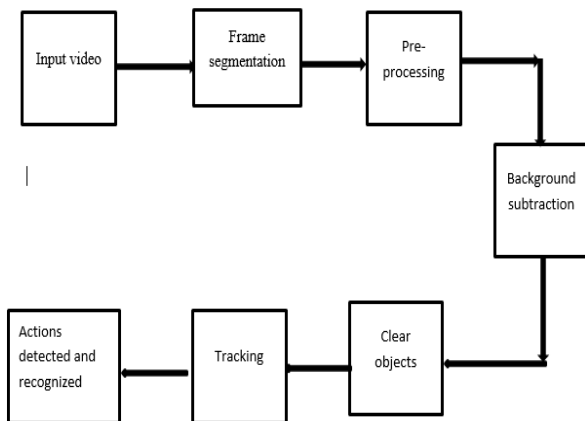 Input video
Frame
segmentation
Pre-
processing
Background
subtraction
Clear
objects
Tracking
Actions
detected and
recognized